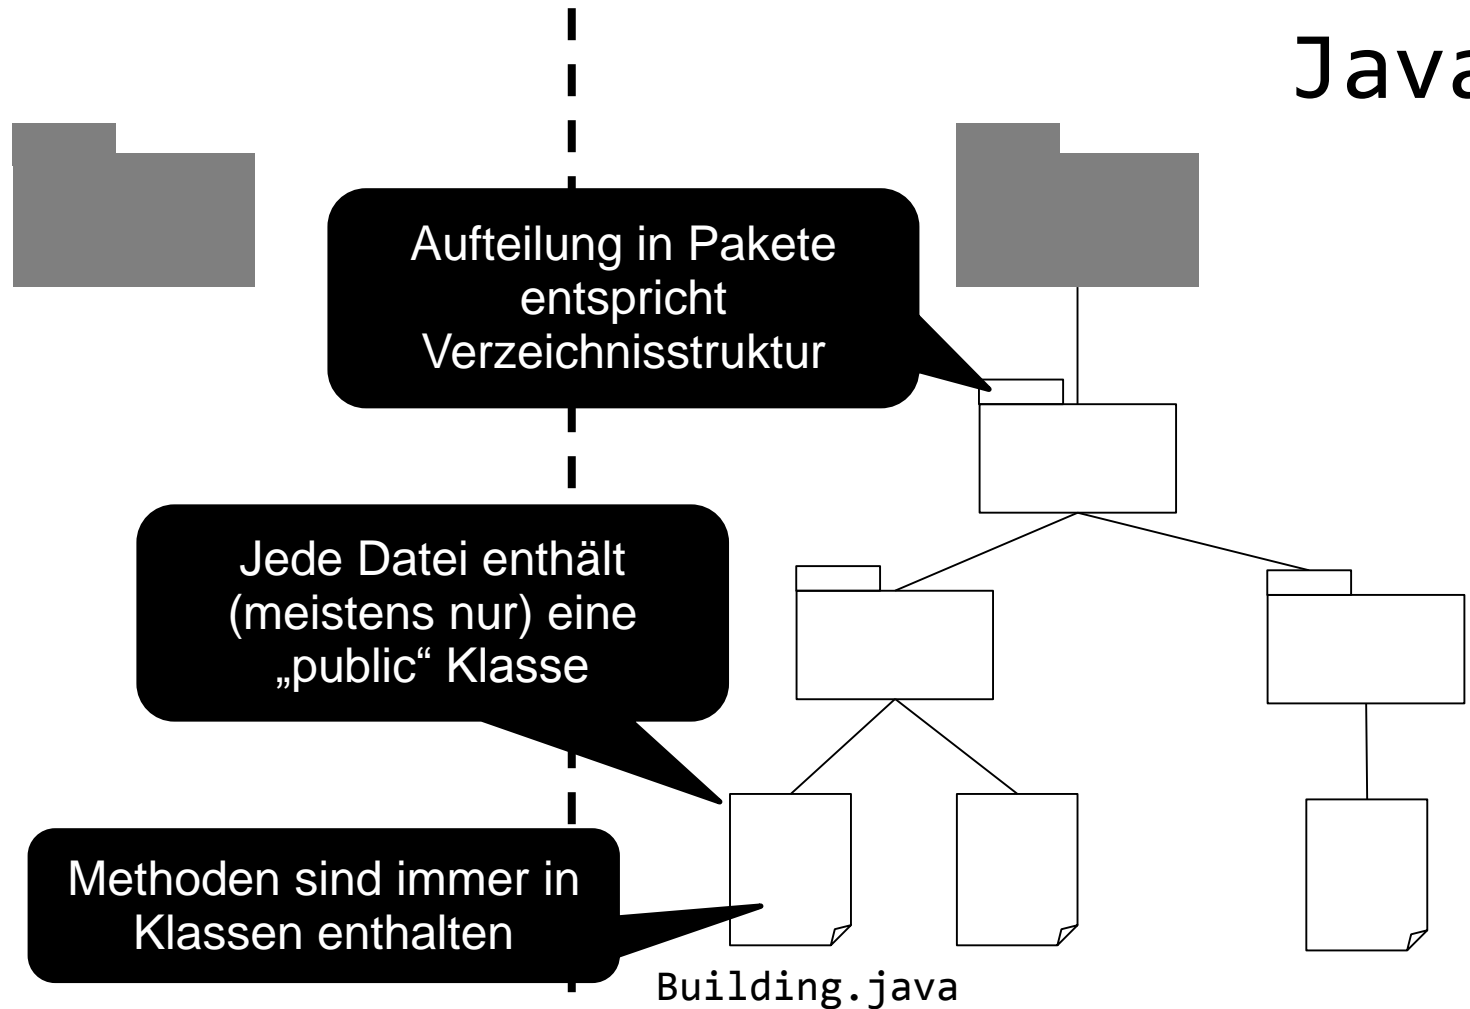 Java
Aufteilung in Pakete
entspricht
Verzeichnisstruktur
Jede Datei enthält
(meistens nur) eine
„public“ Klasse
Methoden sind immer in
Klassen enthalten
Building.java